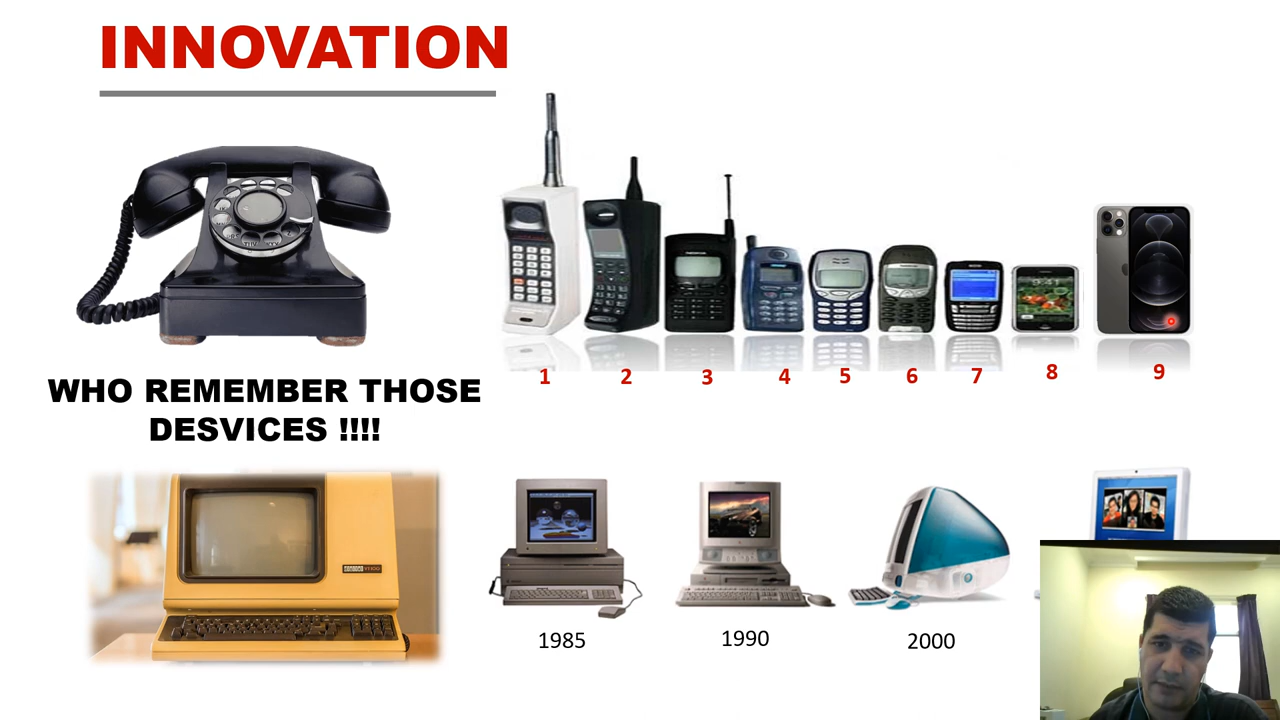 INNOVATION
WHO REMEMBER THOSE
DESVICES !!!!
1 2 3 4 5 6 7 8 9
1985 1990 2000